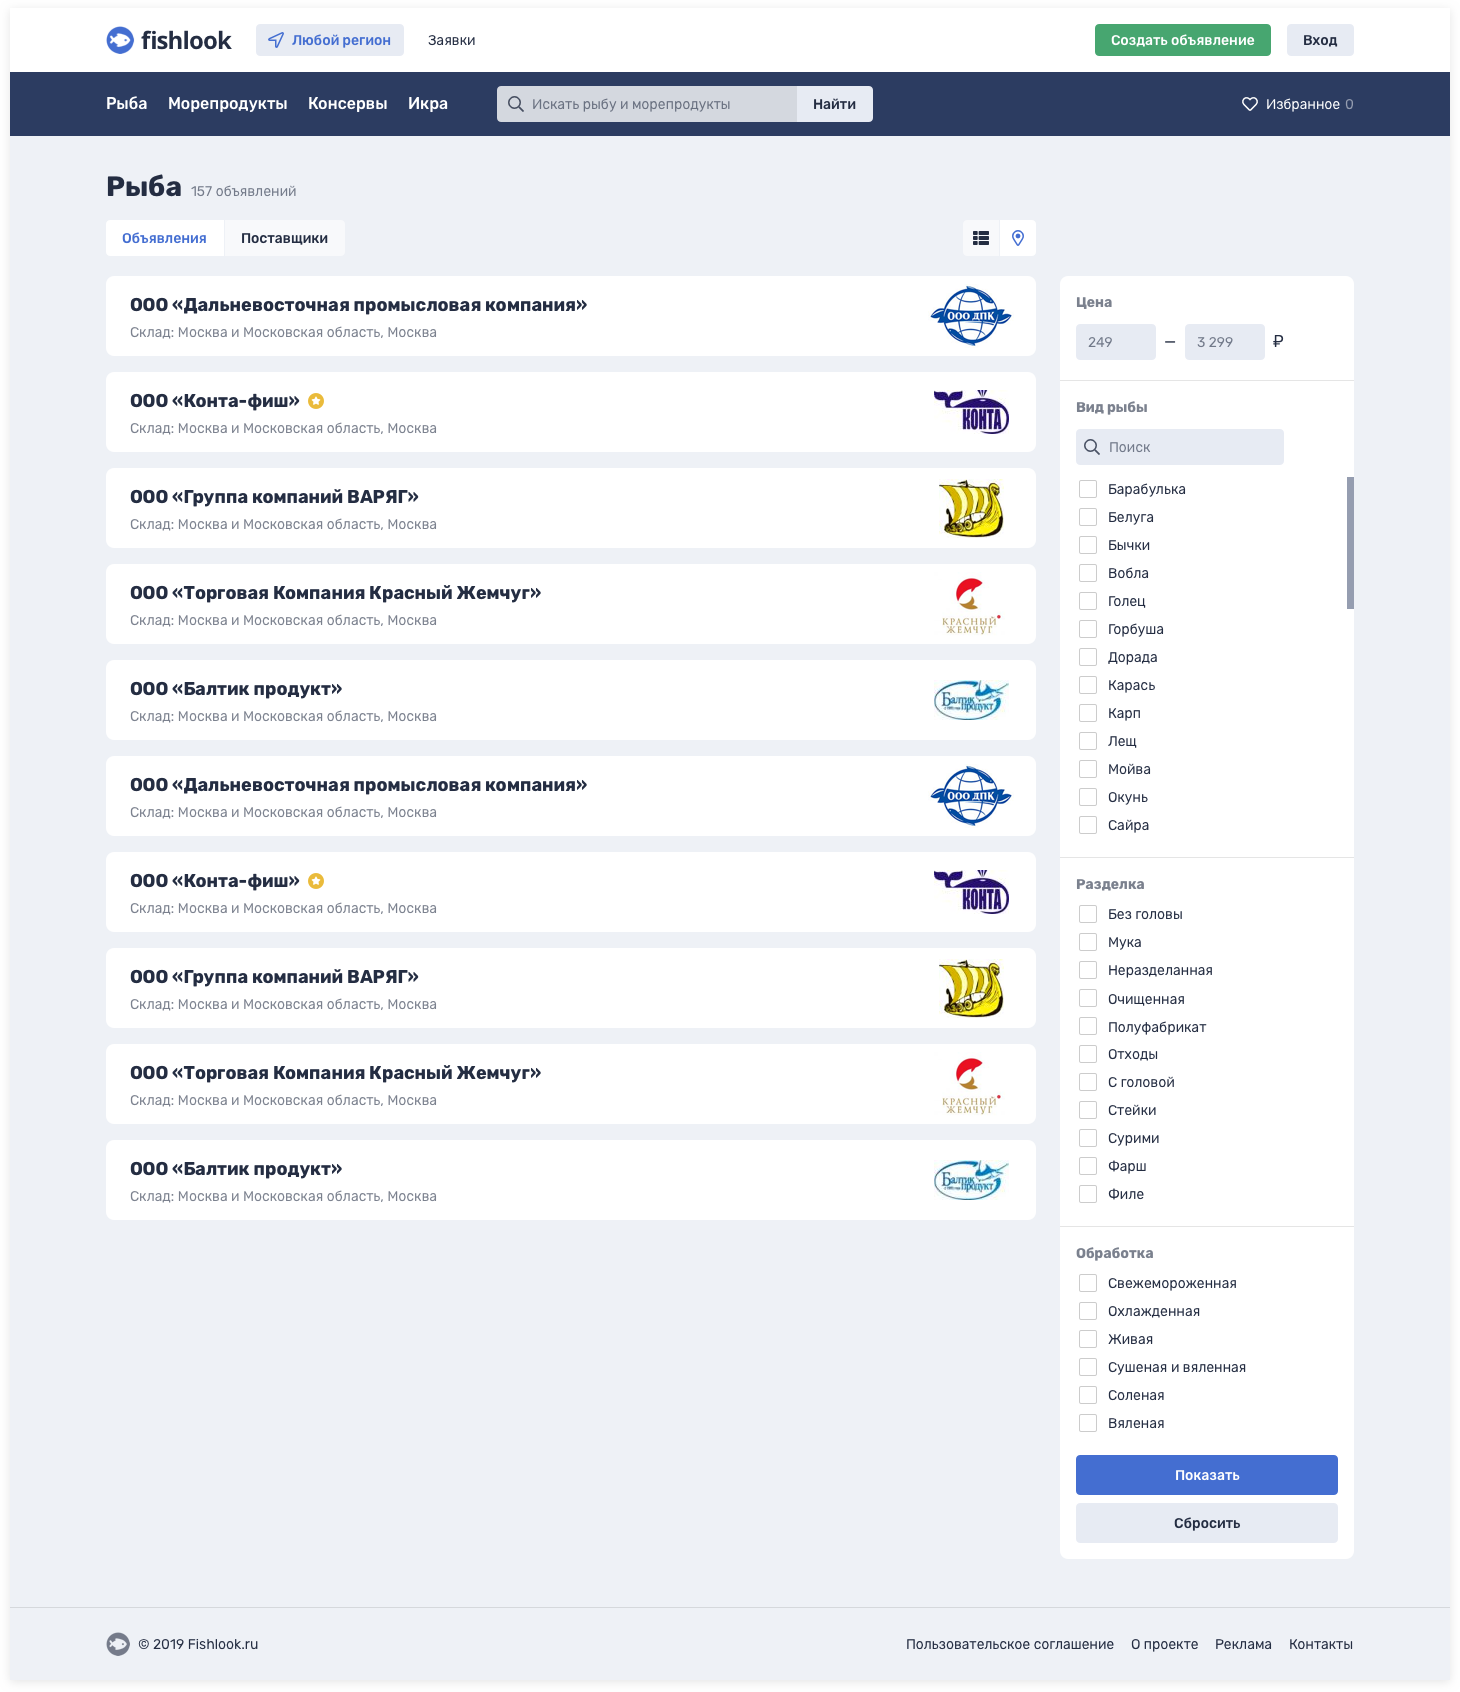 fishlook Любой регион Заявки Создать объявление Вход
Рыба Морепродукты Консервы Икра Искать рыбу и морепродукты Найти Избранное 0
Рыба 157 объявлений
Объявления Поставщики
ООО «Дальневосточная промысловая компания»
Склад: Москва и Московская область, Москва
ООО ДПК
ООО «Конта-фиш»
Склад: Москва и Московская область, Москва
КОНТА
ООО «Группа компаний ВАРЯГ»
Склад: Москва и Московская область, Москва
ООО «Торговая Компания Красный Жемчуг»
Склад: Москва и Московская область, Москва
КРАСНЫЙ
ЖЕМЧУГ
ООО «Балтик продукт»
Склад: Москва и Московская область, Москва
Балтик
продукт
ООО «Дальневосточная промысловая компания»
Склад: Москва и Московская область, Москва
ООО ДПК
ООО «Конта-фиш»
Склад: Москва и Московская область, Москва
КОНТА
ООО «Группа компаний ВАРЯГ»
Склад: Москва и Московская область, Москва
ООО «Торговая Компания Красный Жемчуг»
Склад: Москва и Московская область, Москва
КРАСНЫЙ
ЖЕМЧУГ
ООО «Балтик продукт»
Склад: Москва и Московская область, Москва
Балтик
продукт
Цена
249 — 3 299 ₽
Вид рыбы
Поиск
Барабулька
Белуга
Бычки
Вобла
Голец
Горбуша
Дорада
Карась
Карп
Лещ
Мойва
Окунь
Сайра
Разделка
Без головы
Мука
Неразделанная
Очищенная
Полуфабрикат
Отходы
С головой
Стейки
Сурими
Фарш
Филе
Обработка
Свежемороженная
Охлажденная
Живая
Сушеная и вяленная
Соленая
Вяленая
Показать
Сбросить
© 2019 Fishlook.ru Пользовательское соглашение О проекте Реклама Контакты